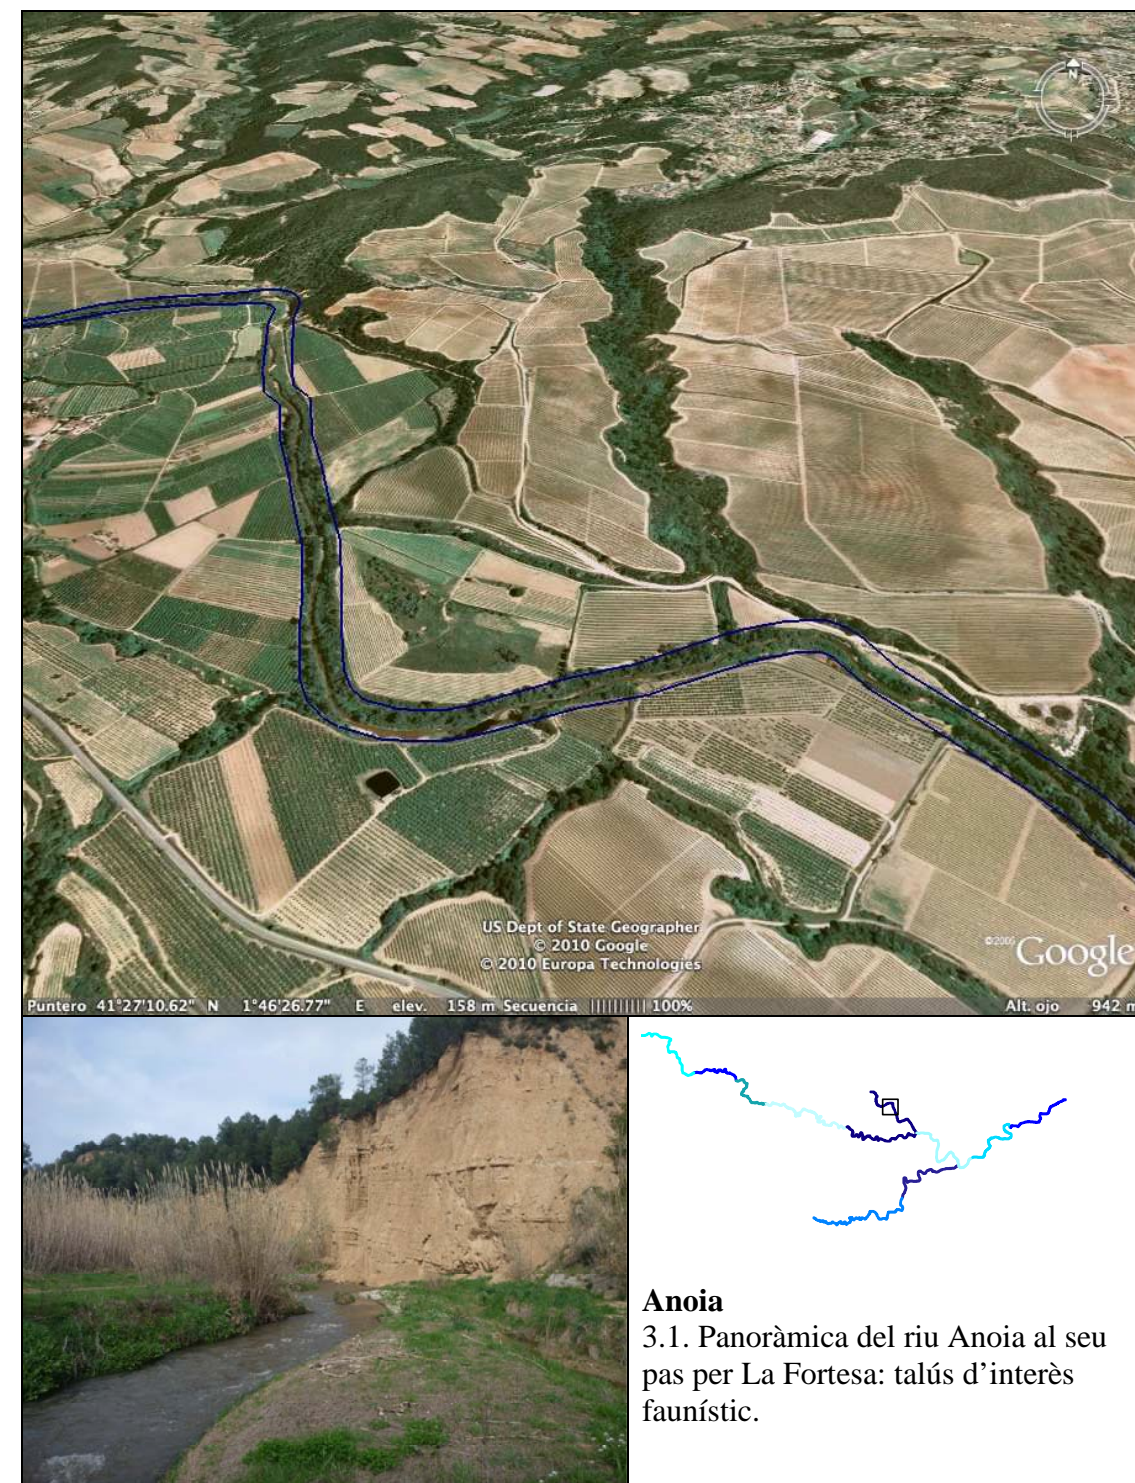 N
US Dept of State Geographer
© 2010 Google
© 2010 Europa Technologies
©2005 Google
Puntero 41°27'10.62" N 1°46'26.77" E elev. 158 m Secuencia ||||||||| 100% Alt. ojo 942 m
Anoia
3.1. Panoràmica del riu Anoia al seu
pas per La Fortesa: talús d’interès
faunístic.